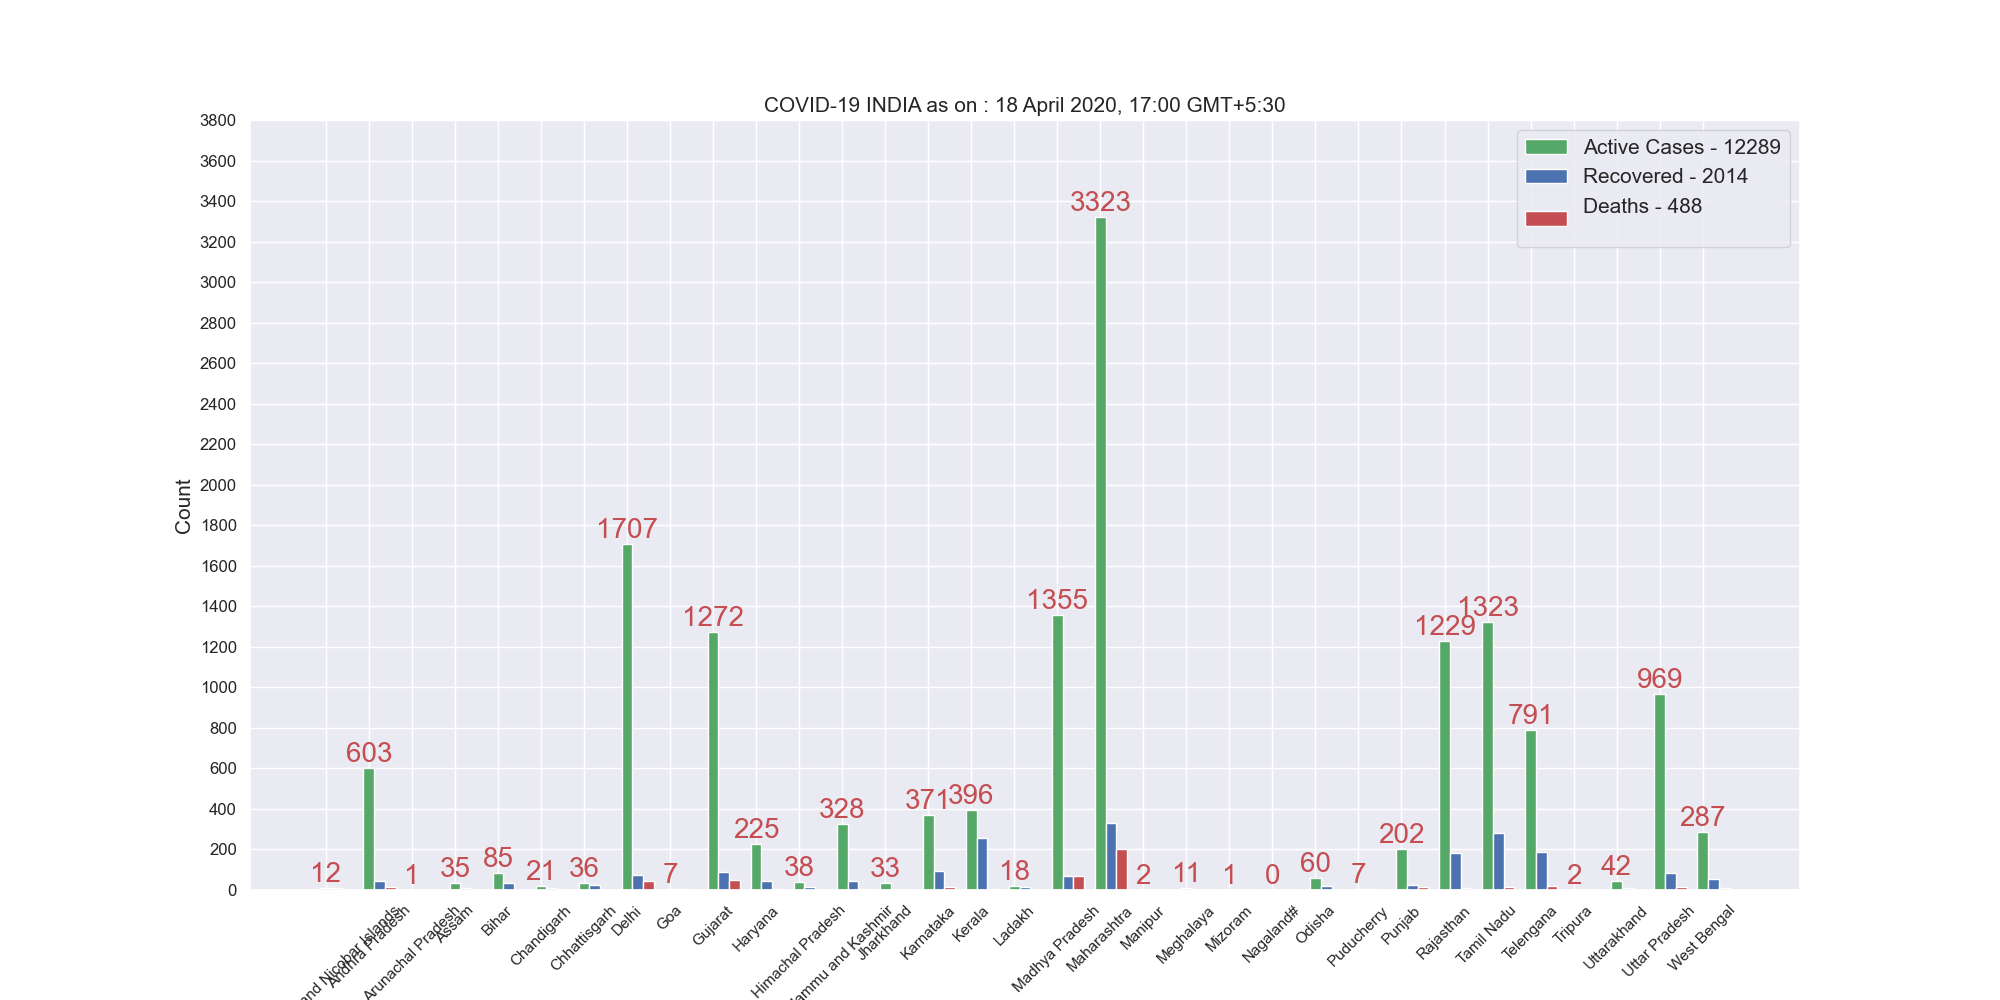 COVID-19 INDIA as on : 18 April 2020, 17:00 GMT+5:30
Active Cases - 12289
Recovered - 2014
Deaths - 488
Count
3800
3600
3400
3200
3000
2800
2600
2400
2200
2000
1800
1600
1400
1200
1000
800
600
400
200
0
12
603
1
35
85
21
36
1707
7
1272
225
38
328
33
371
396
18
1355
3323
2
11
1
0
60
7
202
1229
1323
791
2
42
969
287
and Nicobar Islands
Andhra Pradesh
Arunachal Pradesh
Assam
Bihar
Chandigarh
Chhattisgarh
Delhi
Goa
Gujarat
Haryana
Himachal Pradesh
and Kashmir
Jharkhand
Karnataka
Kerala
Ladakh
Madhya Pradesh
Maharashtra
Manipur
Meghalaya
Mizoram
Nagaland#
Odisha
Puducherry
Punjab
Rajasthan
Tamil Nadu
Telengana
Tripura
Uttarakhand
Uttar Pradesh
West Bengal